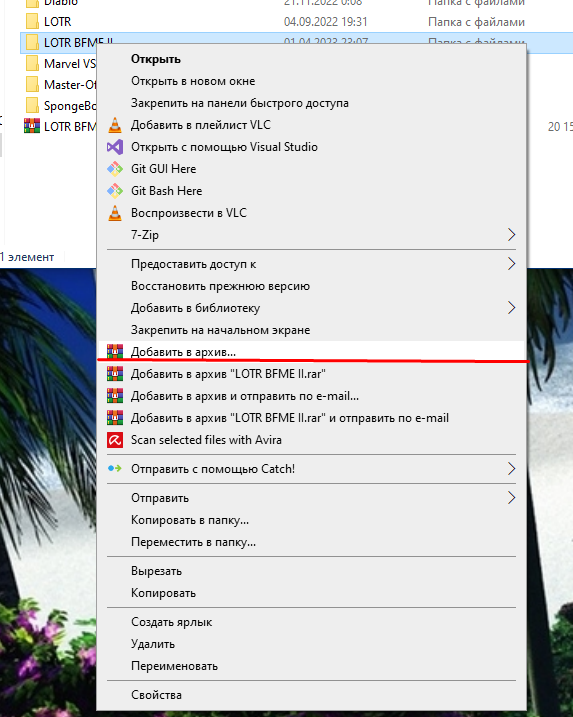 Diablo 21.11.2022 0:08 Папка с файлами
LOTR 04.09.2022 19:31 Папка с файлами
LOTR BFME II 01.04.2023 23:07 Папка с файлами
Marvel VS
Master-Of
SpongeBo
LOTR BFM 20 15
1 элемент
Открыть
Открыть в новом окне
Закрепить на панели быстрого доступа
Добавить в плейлист VLC
Открыть с помощью Visual Studio
Git GUI Here
Git Bash Here
Воспроизвести в VLC
7-Zip
Предоставить доступ к
Восстановить прежнюю версию
Добавить в библиотеку
Закрепить на начальном экране
Добавить в архив...
Добавить в архив "LOTR BFME II.rar"
Добавить в архив и отправить по e-mail...
Добавить в архив "LOTR BFME II.rar" и отправить по e-mail
Scan selected files with Avira
Отправить с помощью Catch!
Отправить
Копировать в папку...
Переместить в папку...
Вырезать
Копировать
Создать ярлык
Удалить
Переименовать
Свойства